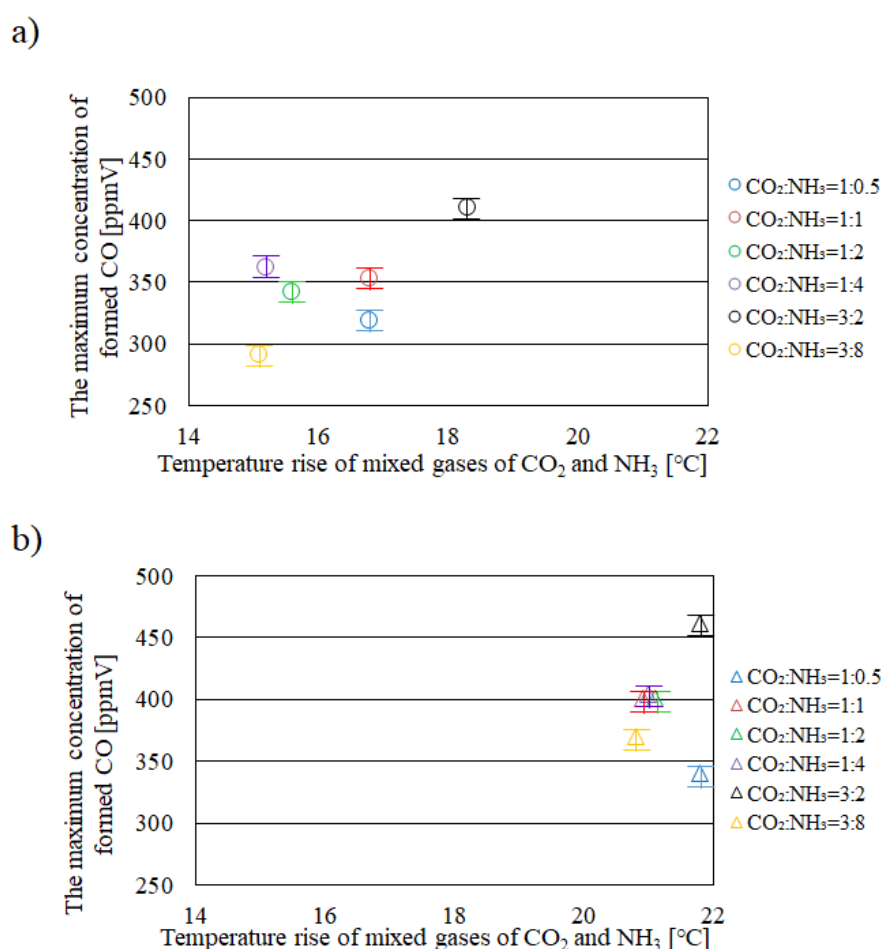 a)
The maximum concentration of
formed CO [ppmV]
500
450
400
350
300
250
14 16 18 20 22
Temperature rise of mixed gases of CO₂ and NH₃ [°C]
CO₂:NH₃=1:0.5
CO₂:NH₃=1:1
CO₂:NH₃=1:2
CO₂:NH₃=1:4
CO₂:NH₃=3:2
CO₂:NH₃=3:8
b)
The maximum concentration of
formed CO [ppmV]
500
450
400
350
300
250
14 16 18 20 22
Temperature rise of mixed gases of CO₂ and NH₃ [°C]
CO₂:NH₃=1:0.5
CO₂:NH₃=1:1
CO₂:NH₃=1:2
CO₂:NH₃=1:4
CO₂:NH₃=3:2
CO₂:NH₃=3:8